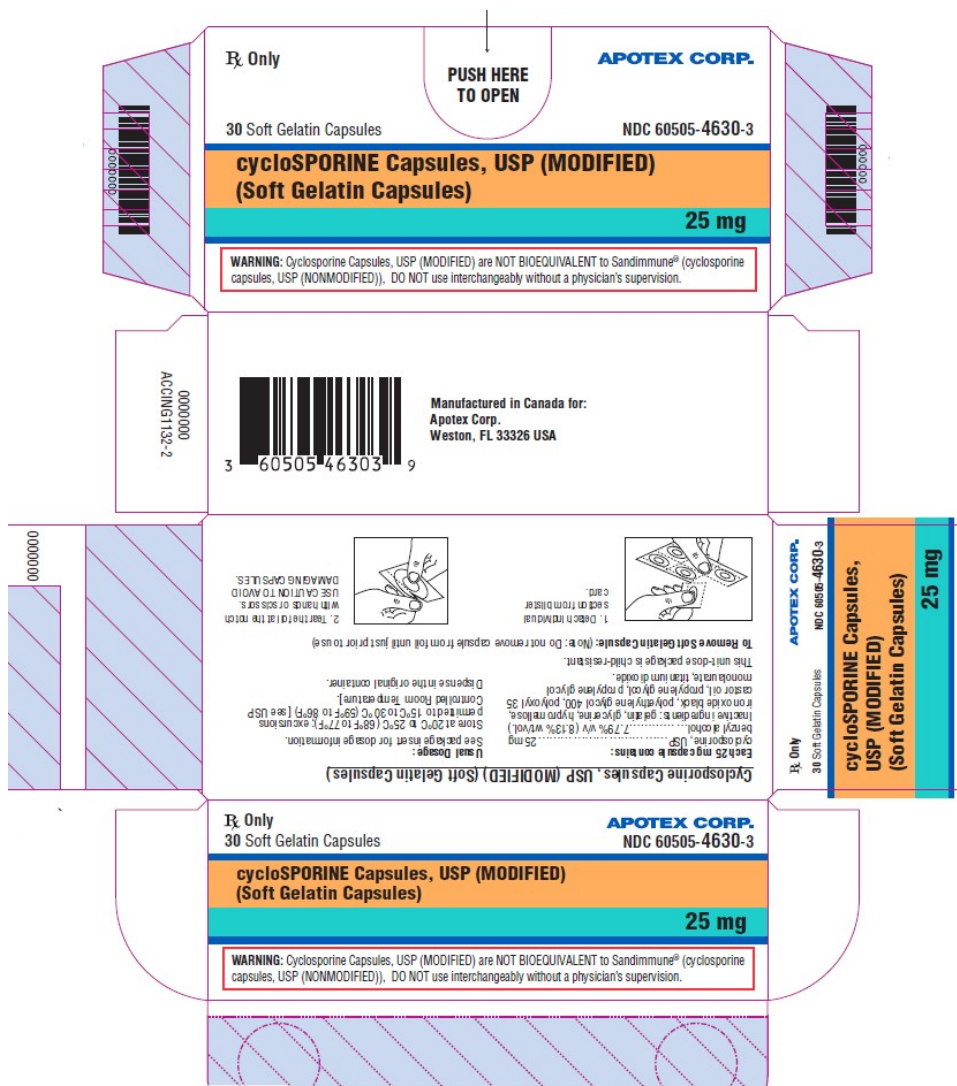 ℞ Only
APOTEX CORP.
PUSH HERE
TO OPEN
30 Soft Gelatin Capsules
NDC 60505-4630-3
cycloSPORINE Capsules, USP (MODIFIED)
(Soft Gelatin Capsules)
25 mg
WARNING: Cyclosporine Capsules, USP (MODIFIED) are NOT BIOEQUIVALENT to Sandimmune® (cyclosporine
capsules, USP (NONMODIFIED)), DO NOT use interchangeably without a physician's supervision.
0000000
0000000
0000000
ACCING1132-2
3 60505 46303 9
Manufactured in Canada for:
Apotex Corp.
Weston, FL 33326 USA
0000000
Cyclosporine Capsules, USP (MODIFIED) (Soft Gelatin Capsules)
Each 25 mg capsule contains:
cyclosporine, USP..............................25 mg
benzyl alcohol...............7.79% v/v (8.13% wt/vol.)
Inactive ingredients: gelatin, glycerine, hypromellose,
iron oxide black, polyethylene glycol 400, polyoxyl 35
castor oil, propylene glycol, propylene glycol
monolaurate, titanium dioxide.
This unit-dose package is child-resistant.
Usual Dosage:
See package insert for dosage information.
Store at 20°C to 25°C (68°F to 77°F); excursions
permitted to 15°C to 30°C (59°F to 86°F) [see USP
Controlled Room Temperature].
Dispense in the original container.
To Remove Soft Gelatin Capsule: (Note: Do not remove capsule from foil until just prior to use)
1. Detach individual
section from blister
card.
2. Tear the foil at the notch
with hands or scissors.
USE CAUTION TO AVOID
DAMAGING CAPSULES.
℞ Only
30 Soft Gelatin Capsules
APOTEX CORP.
NDC 60505-4630-3
cycloSPORINE Capsules,
USP (MODIFIED)
(Soft Gelatin Capsules)
25 mg
℞ Only
30 Soft Gelatin Capsules
APOTEX CORP.
NDC 60505-4630-3
cycloSPORINE Capsules, USP (MODIFIED)
(Soft Gelatin Capsules)
25 mg
WARNING: Cyclosporine Capsules, USP (MODIFIED) are NOT BIOEQUIVALENT to Sandimmune® (cyclosporine
capsules, USP (NONMODIFIED)), DO NOT use interchangeably without a physician's supervision.